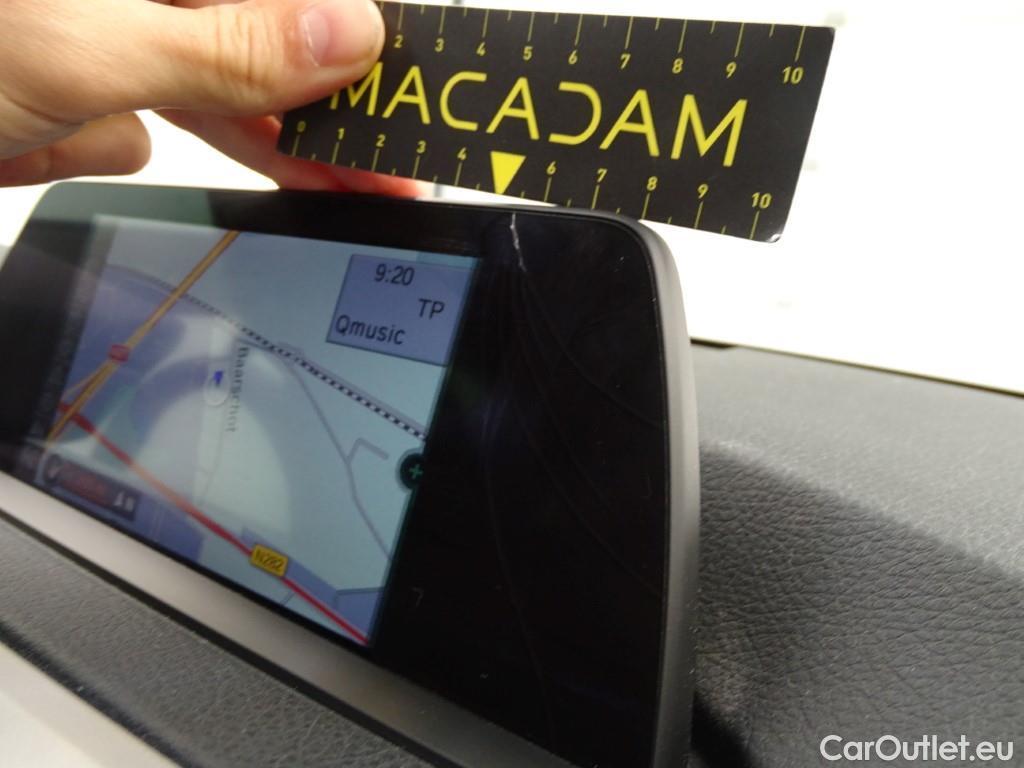 2 3 4 5 6 7 8 9 10
MACADAM
0 1 2 3 4 6 7 8 9 10
9:20
TP
Qmusic
Baarschot
N282
CarOutlet.eu